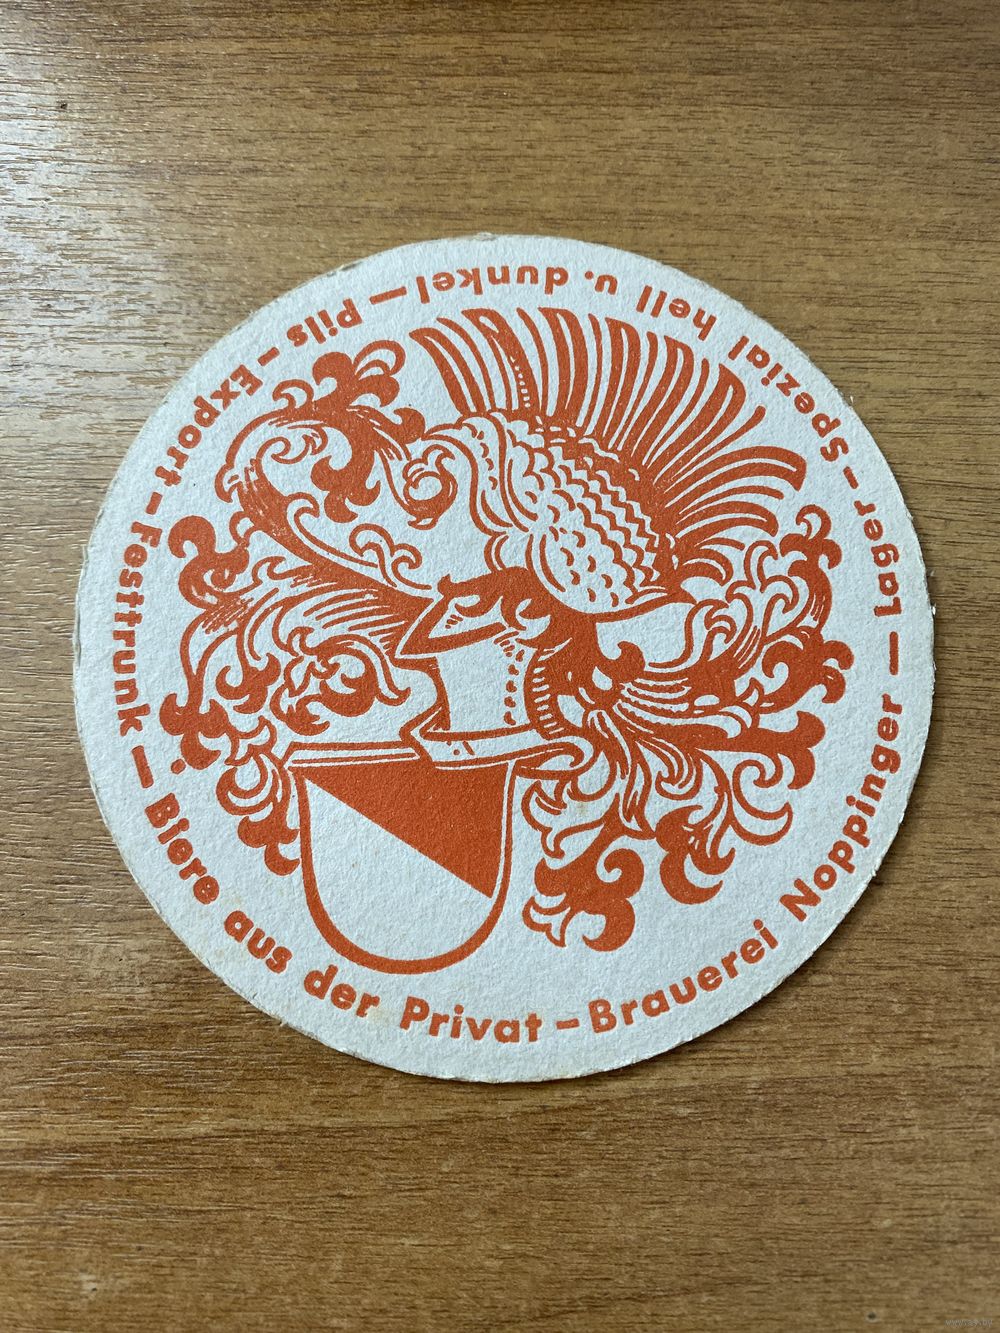 Biere aus der Privat - Brauerei Noppinger — Lager - Spezial hell u. dunkel — Pils - Export - Festtrunk —